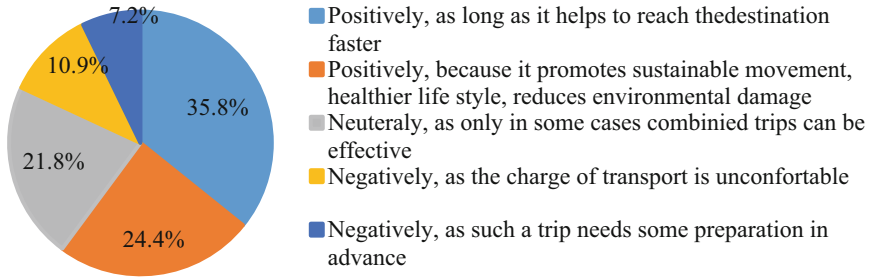 7.2%
10.9%
35.8%
21.8%
24.4%
Positively, as long as it helps to reach thedestination
faster
Positively, because it promotes sustainable movement,
healthier life style, reduces environmental damage
Neuteraly, as only in some cases combinied trips can be
effective
Negatively, as the charge of transport is unconfortable
Negatively, as such a trip needs some preparation in
advance